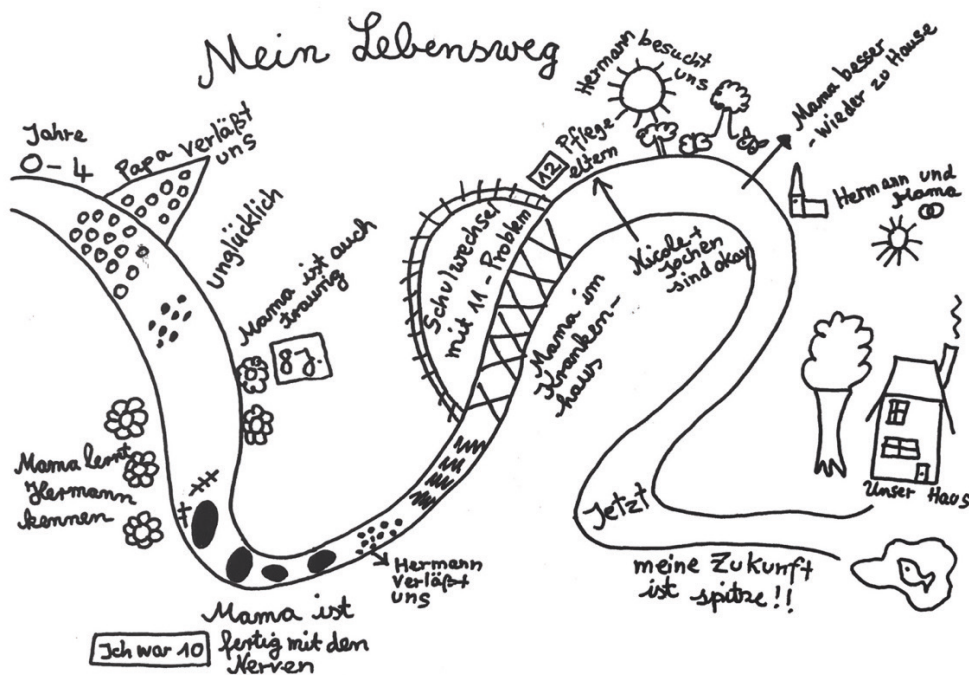 Mein Lebensweg
Jahre
0-4
Papa verläßt
uns
unglücklich
Mama ist auch
traurig
8 J.
Mama lernt
Hermann
kennen
Ich war 10
Mama ist
fertig mit den
Nerven
Hermann
verläßt
uns
Schulwechsel
mit 11 - Problem
Mama im
Kranken-
haus
12
Pflege-
eltern
Nicole +
Jochen
sind okay
Hermann besucht
uns
Mama besser
- wieder zu Hause
Hermann und
Mama
Unser Haus
Jetzt
meine Zukunft
ist spitze!!